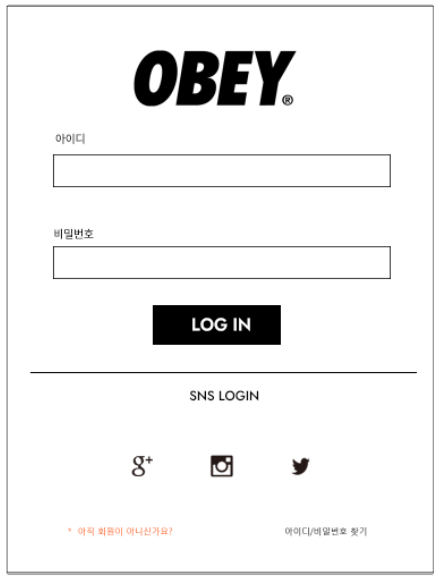 OBEY®
아이디
비밀번호
LOG IN
SNS LOGIN
g+
* 아직 회원이 아니신가요?
아이디/비밀번호 찾기